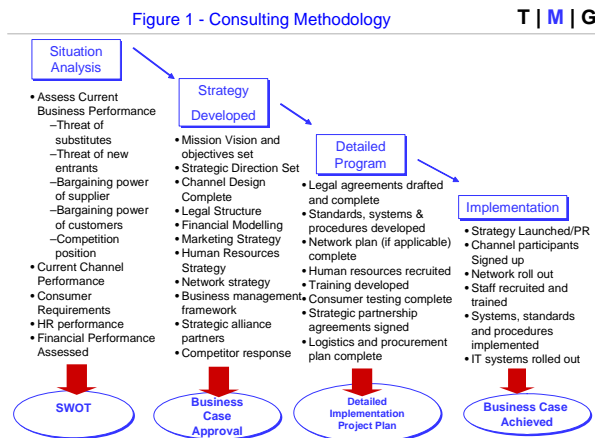 Figure 1 - Consulting Methodology
T | M | G
Situation
Analysis
• Assess Current
Business Performance
–Threat of
substitutes
–Threat of new
entrants
–Bargaining power
of supplier
–Bargaining power
of customers
–Competition
position
• Current Channel
Performance
• Consumer
Requirements
• HR performance
• Financial Performance
Assessed
SWOT
Strategy
Developed
• Mission Vision and
objectives set
• Strategic Direction Set
• Channel Design
Complete
• Legal Structure
• Financial Modelling
• Marketing Strategy
• Human Resources
Strategy
• Network strategy
• Business management
framework
• Strategic alliance
partners
• Competitor response
Business
Case
Approval
Detailed
Program
• Legal agreements drafted
and complete
• Standards, systems &
procedures developed
• Network plan (if applicable)
complete
• Human resources recruited
• Training developed
• Consumer testing complete
• Strategic partnership
agreements signed
• Logistics and procurement
plan complete
Detailed
Implementation
Project Plan
Implementation
• Strategy Launched/PR
• Channel participants
Signed up
• Network roll out
• Staff recruited and
trained
• Systems, standards
and procedures
implemented
• IT systems rolled out
Business Case
Achieved